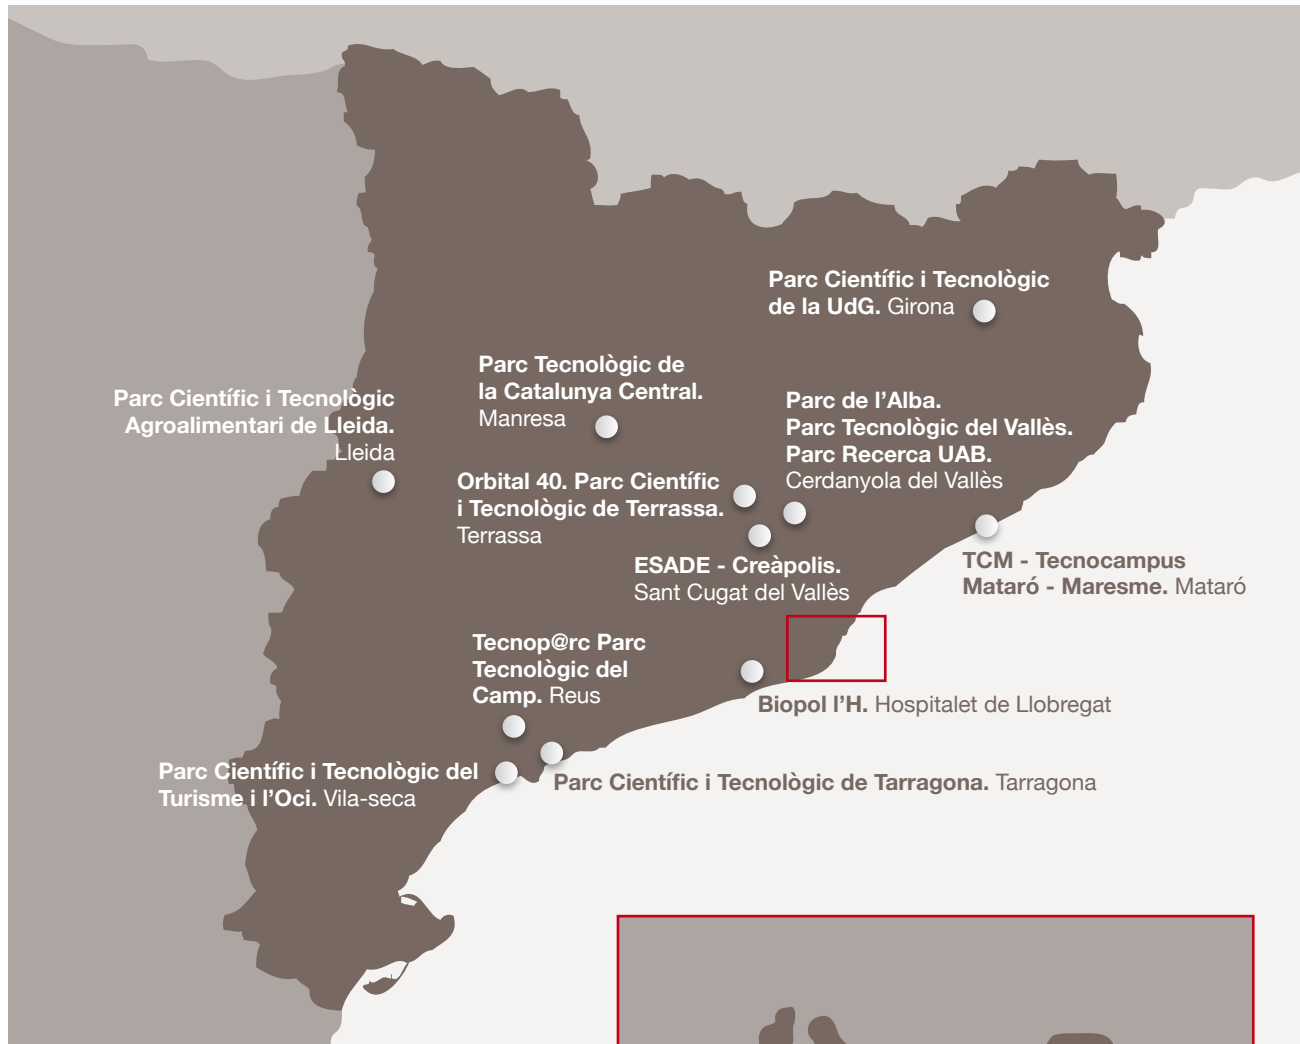 Parc Científic i Tecnològic
de la UdG. Girona
Parc Tecnològic de
la Catalunya Central.
Manresa
Parc Científic i Tecnològic
Agroalimentari de Lleida.
Lleida
Parc de l’Alba.
Parc Tecnològic del Vallès.
Parc Recerca UAB.
Cerdanyola del Vallès
Orbital 40. Parc Científic
i Tecnològic de Terrassa.
Terrassa
ESADE - Creàpolis.
Sant Cugat del Vallès
TCM - Tecnocampus
Mataró - Maresme. Mataró
Tecnop@rc Parc
Tecnològic del
Camp. Reus
Biopol l’H. Hospitalet de Llobregat
Parc Científic i Tecnològic del
Turisme i l’Oci. Vila-seca
Parc Científic i Tecnològic de Tarragona. Tarragona